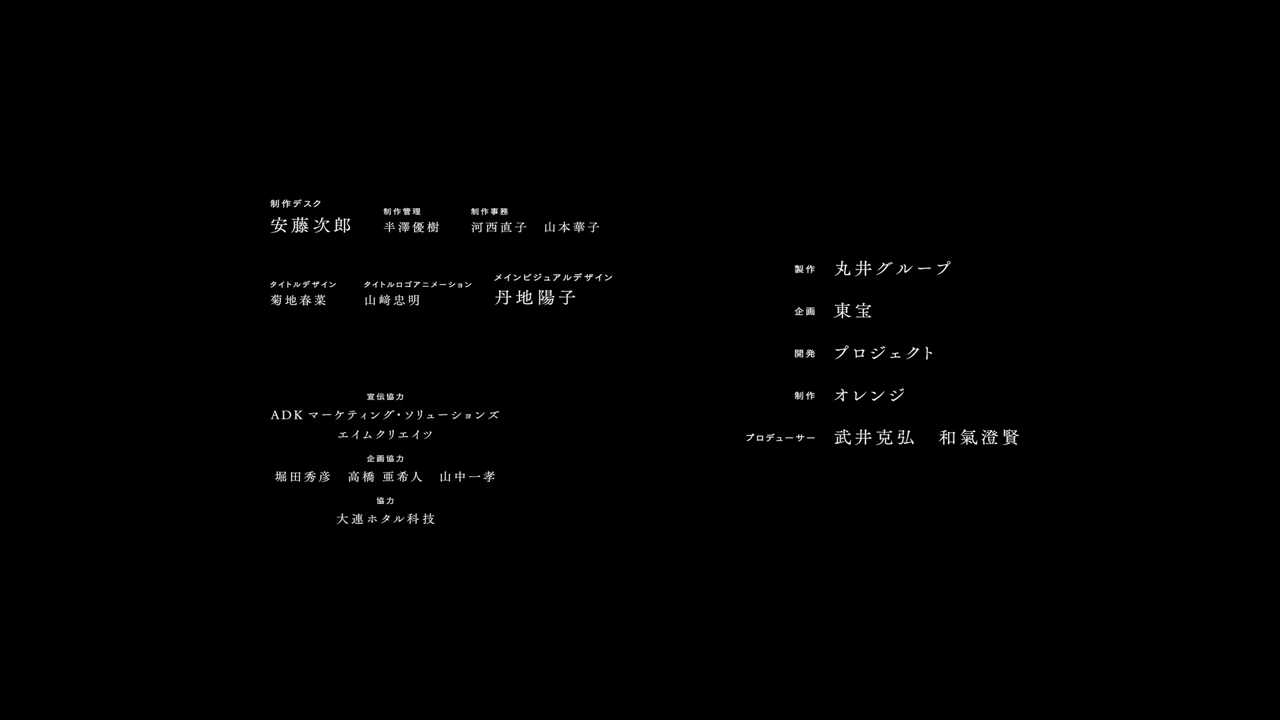 制作デスク
安藤次郎
制作管理
半澤優樹
制作事務
河西直子　山本華子
タイトルデザイン
菊地春菜
タイトルロゴアニメーション
山﨑忠明
メインビジュアルデザイン
丹地陽子
宣伝協力
ADK マーケティング・ソリューションズ
エイムクリエイツ
企画協力
堀田秀彦　高橋 亜希人　山中一孝
協力
大連ホタル科技
製作　丸井グループ
企画　東宝
開発　プロジェクト
制作　オレンジ
プロデューサー　武井克弘　和氣澄賢